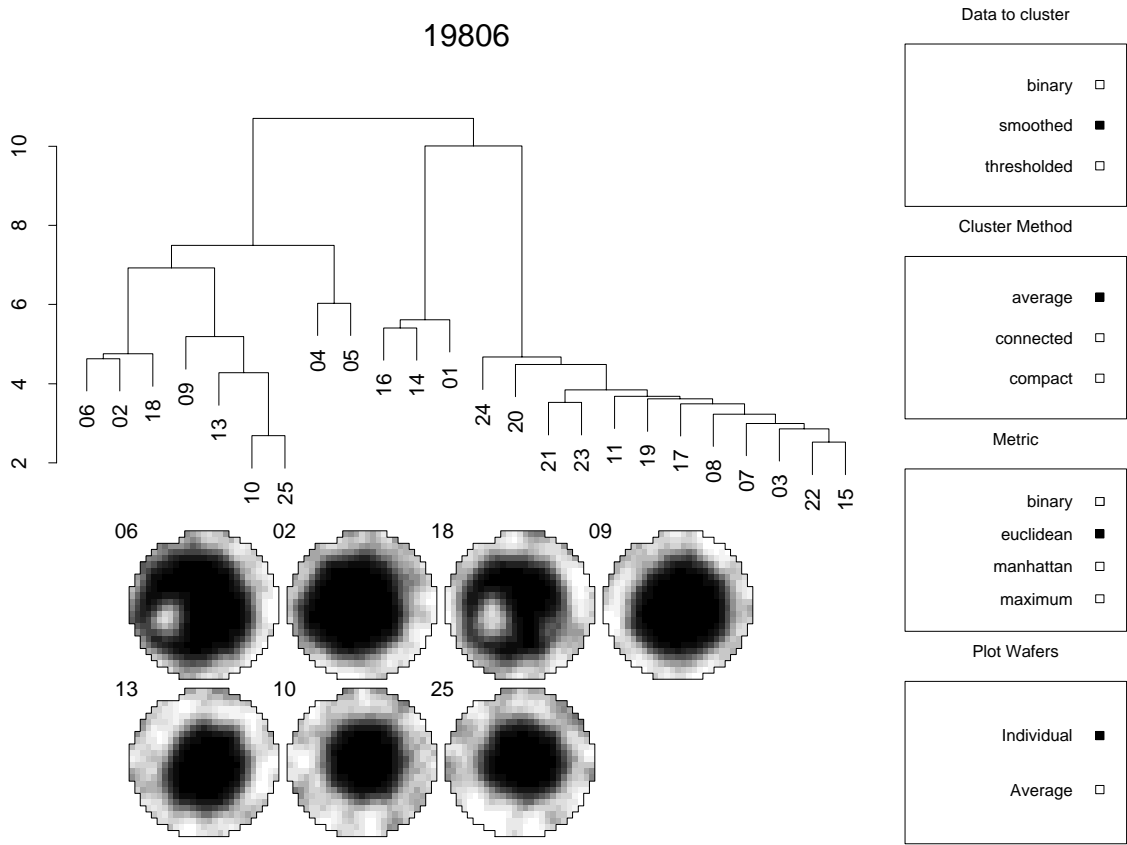 19806
10
8
6
4
2
06
02
18
09
13
10
25
04
05
16
14
01
24
20
21
23
11
19
17
08
07
03
22
15
06
02
18
09
13
10
25
Data to cluster
binary
smoothed
thresholded
Cluster Method
average
connected
compact
Metric
binary
euclidean
manhattan
maximum
Plot Wafers
Individual
Average